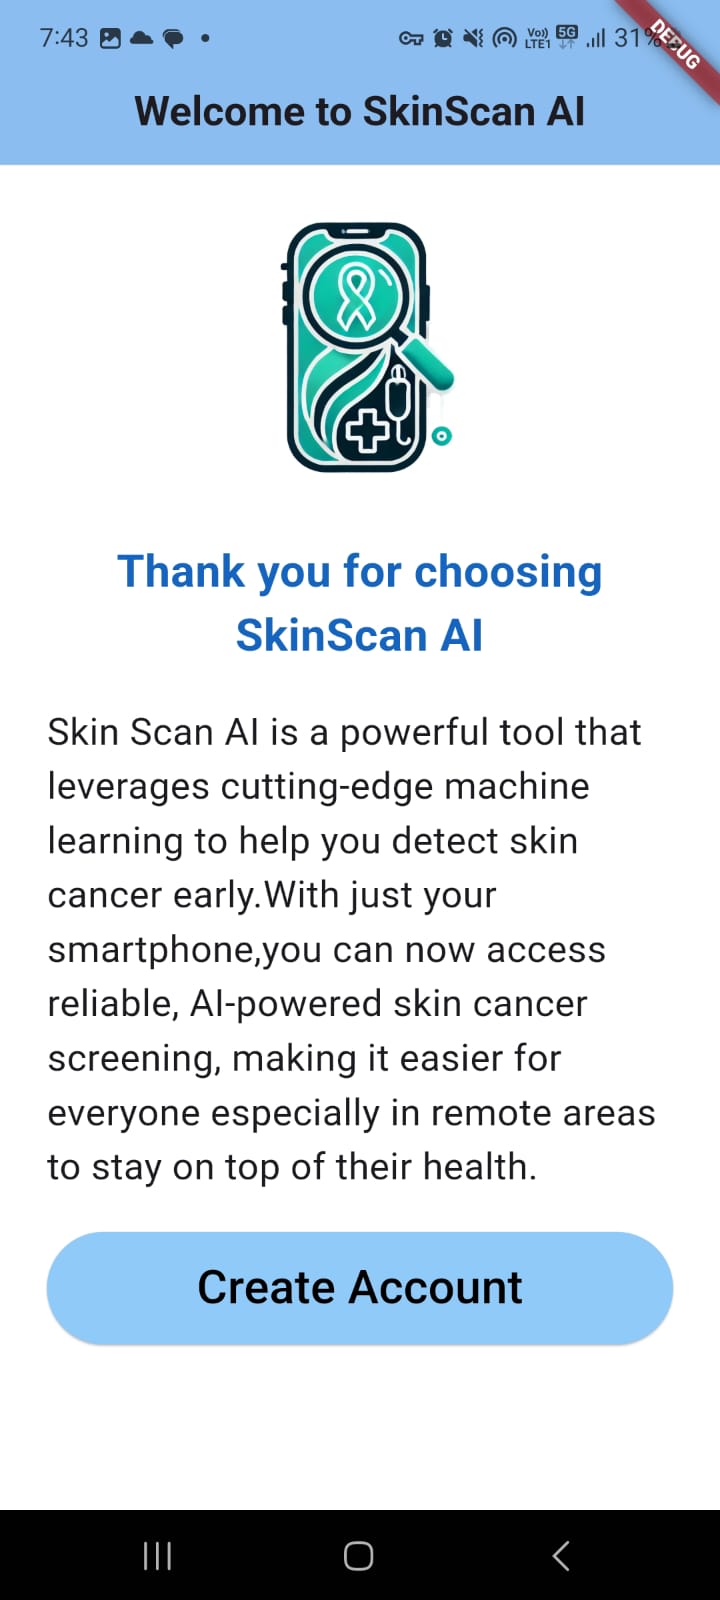 7:43
Vo))
LTE1
5G
31%
DEBUG
Welcome to SkinScan AI
Thank you for choosing
SkinScan AI
Skin Scan AI is a powerful tool that
leverages cutting-edge machine
learning to help you detect skin
cancer early.With just your
smartphone,you can now access
reliable, AI-powered skin cancer
screening, making it easier for
everyone especially in remote areas
to stay on top of their health.
Create Account